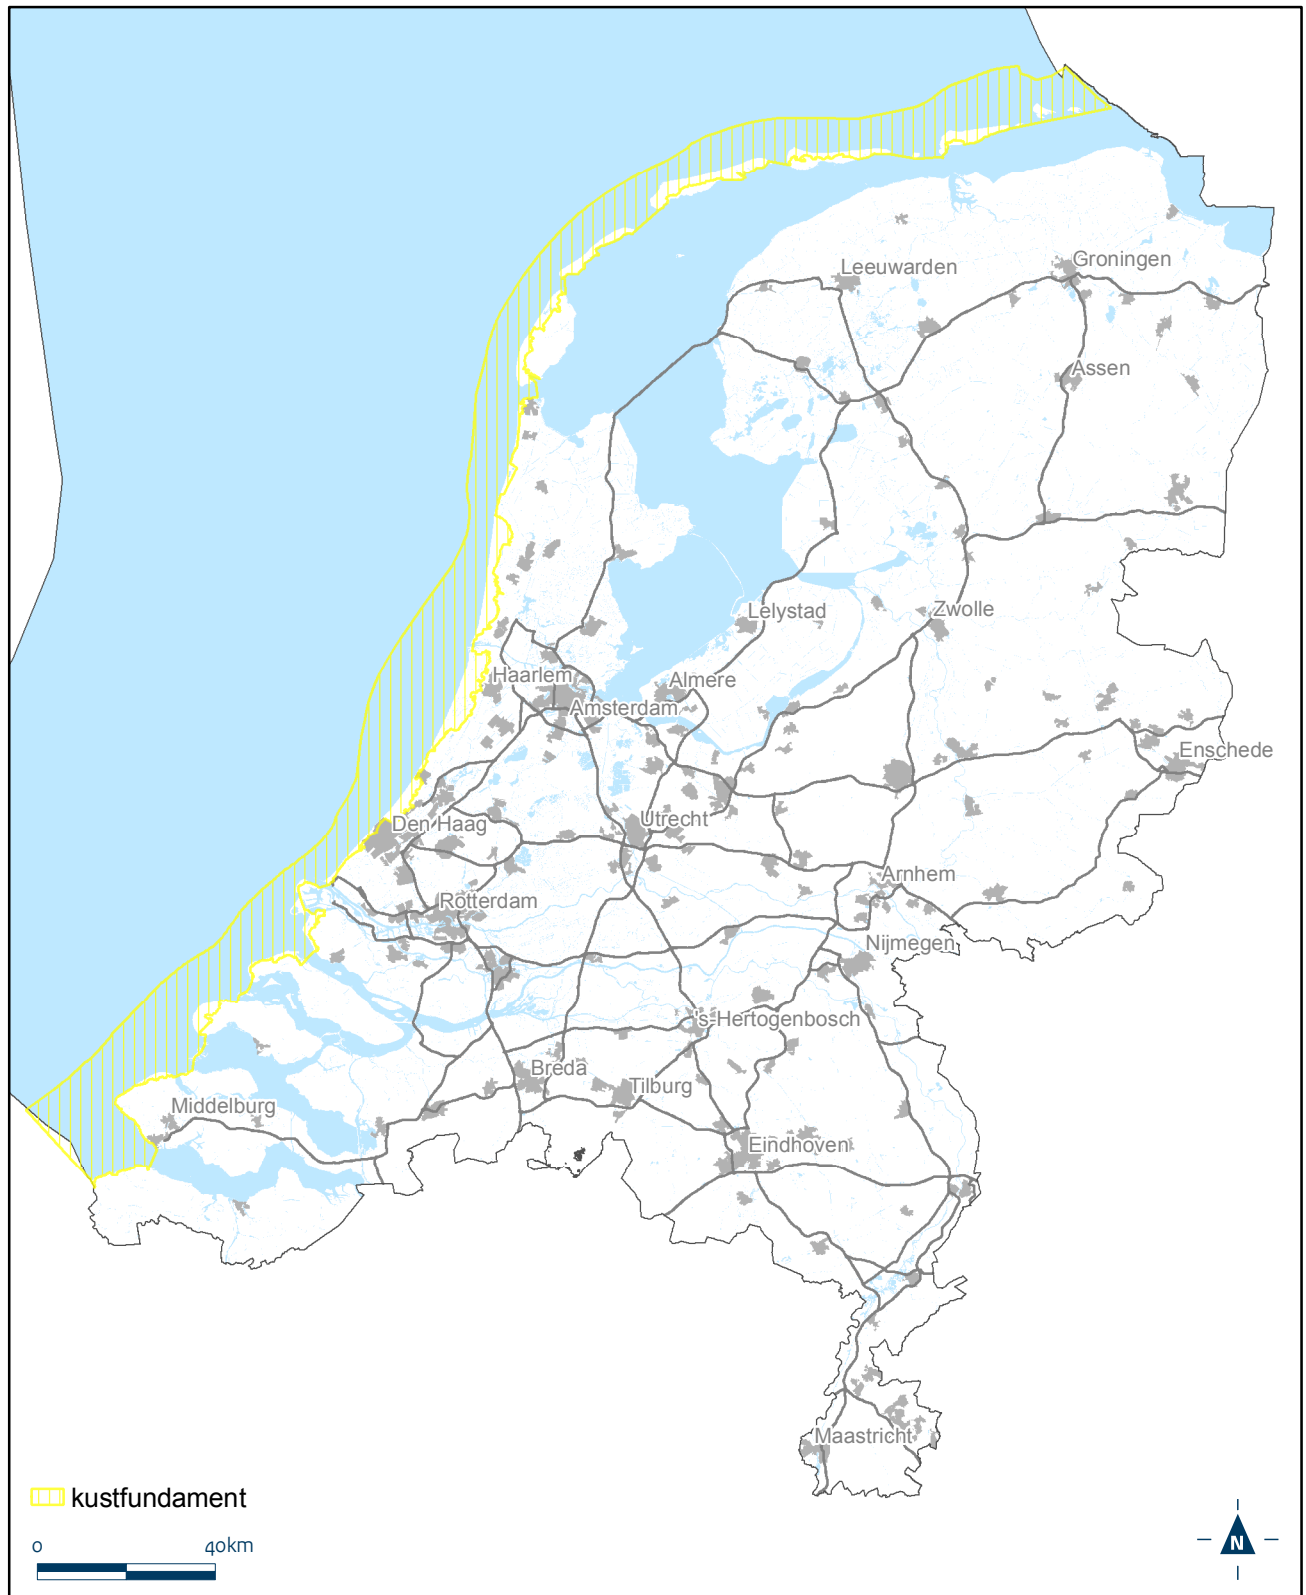 Leeuwarden
Groningen
Assen
Lelystad
Zwolle
Haarlem
Almere
Amsterdam
Enschede
Den Haag
Utrecht
Arnhem
Rotterdam
Nijmegen
's-Hertogenbosch
Breda
Tilburg
Middelburg
Eindhoven
Maastricht
kustfundament
0 40km
N